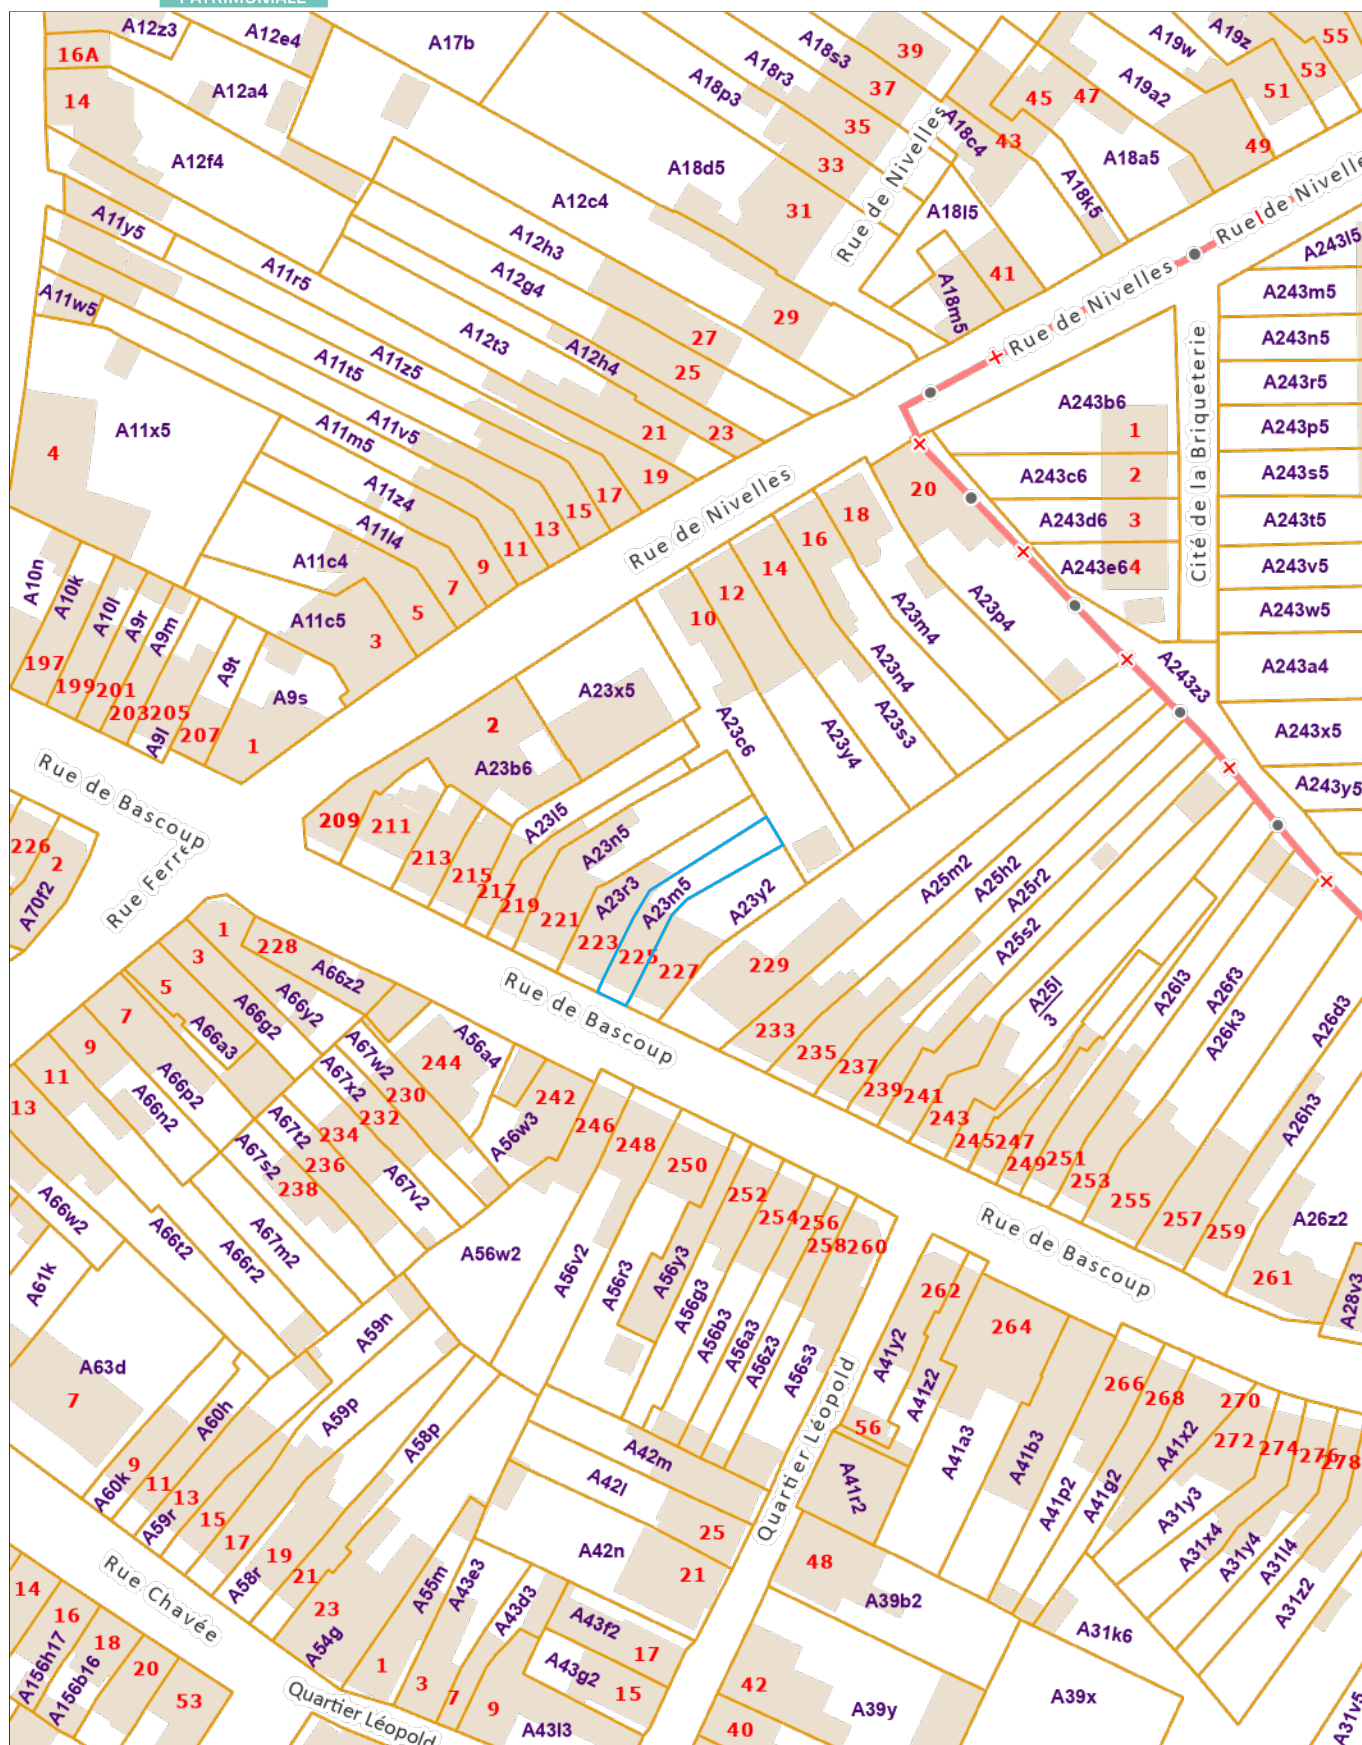 PATRIMONIALE
A12z3
A12e4
A17b
A18s3
39
A19w
A19z
55
16A
A18r3
53
A12a4
A18p3
37
A19a2
51
14
45
47
35
A18c4
43
49
A12f4
A18d5
33
A18a5
Rue de Nivelles
A12c4
31
A18l5
A18k5
A11y5
A12h3
Rue de Nivelle
A243l5
A11r5
A12g4
41
A243m5
A11w5
A18m5
29
Rue de Nivelles
A12t3
27
A243n5
A12h4
A11z5
25
A11t5
A243r5
A243b6
Cité de la Briqueterie
A11x5
A11v5
A11m5
21
23
1
A243p5
4
19
A243c6
2
A243s5
A11z4
17
20
15
Rue de Nivelles
18
A243d6
3
A243t5
A11l4
13
11
16
A11c4
9
14
A243e6
4
A243v5
A10n
A10k
7
12
A23m4
A23p4
A243w5
A10l
A9r
A9m
A11c5
5
10
3
A23n4
197
A9t
A243a4
199
201
A9s
A23x5
A243z3
203
205
A9l
207
2
A23c6
A23s3
A243x5
1
A23y4
Rue de Bascoup
A23b6
A243y5
209
211
A23l5
226
2
A23n5
213
Rue Ferre
215
A25m2
A25h2
A25r2
A70f2
217
A23r3
A23m5
A23y2
219
221
1
A25s2
228
223
3
225
227
229
A66z2
A25l
3
A26l3
A26f3
5
A66y2
Rue de Bascoup
7
A66g2
A26k3
A26d3
A66a3
A67w2
A56a4
233
9
244
235
11
A66p2
A67x2
237
13
A66n2
230
242
239
241
A67t2
232
246
243
A26h3
234
A56w3
248
245
247
A67s2
236
250
249
251
238
A67v2
253
A66w2
252
255
A66t2
254
256
257
A67m2
258
260
259
A26z2
A66r2
A56w2
A56v2
A56r3
A56y3
Rue de Bascoup
A61k
262
261
A56g3
A28v3
A59n
A56b3
A56a3
A56z3
264
A63d
A56s3
A41y2
A41z2
7
266
268
A60h
A59p
Quartier Léopold
270
A58p
56
A41x2
272
A42m
A41a3
A41b3
274
276
278
9
A60k
11
A42l
A41r2
A41p2
A41g2
13
A59r
A31y3
15
25
A31x4
17
A42n
A31y4
19
48
A31l4
Rue Chavée
A58r
21
21
14
A55m
A43e3
A43d3
A39b2
A31z2
16
23
A43f2
A31k6
18
A54g
17
A156h17
20
1
A43g2
A156b16
3
15
42
53
7
9
A39y
A39x
Quartier Léopold
A43l3
40
A31v5